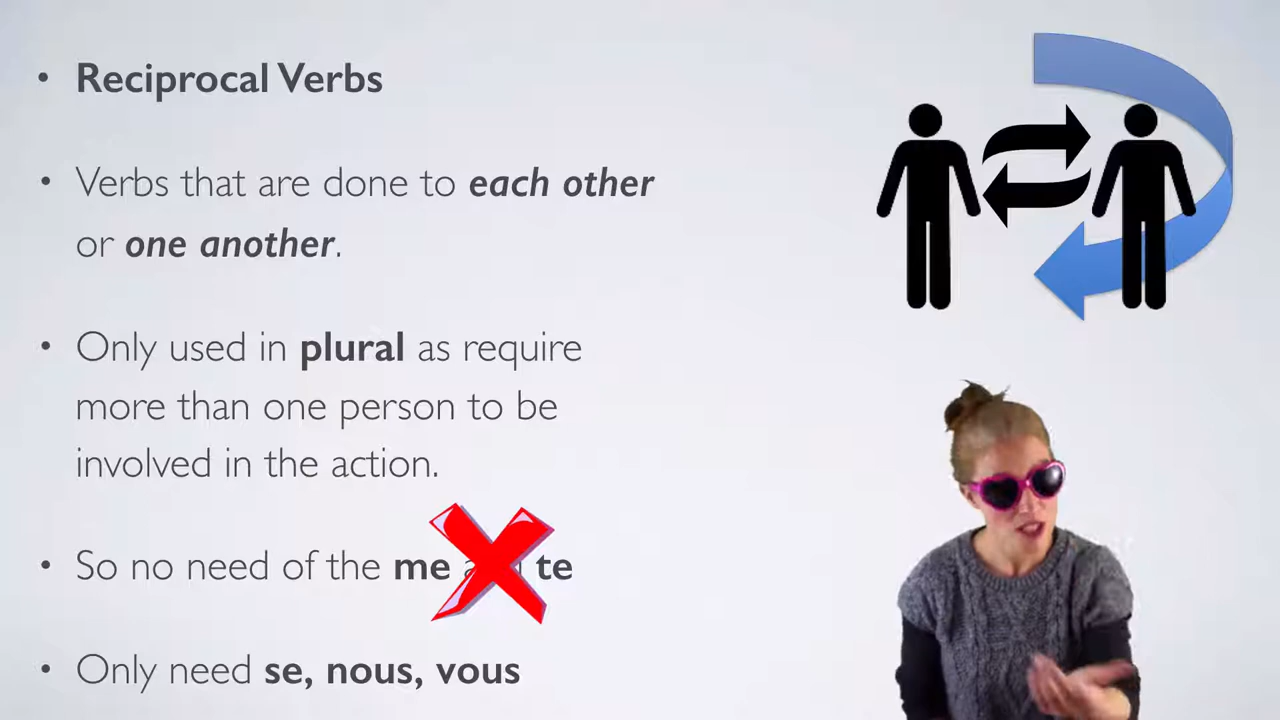 • Reciprocal Verbs
• Verbs that are done to each other
or one another.
• Only used in plural as require
more than one person to be
involved in the action.
• So no need of the me te
• Only need se, nous, vous